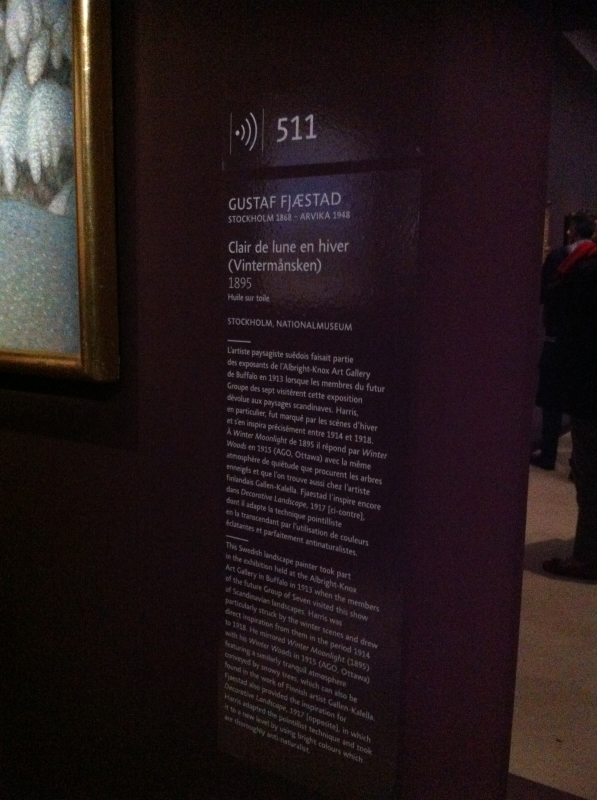 511
GUSTAF FJÆSTAD
STOCKHOLM 1868 - ARVIKA 1948
Clair de lune en hiver
(Vintermånsken)
1895
Huile sur toile
STOCKHOLM, NATIONALMUSEUM
L'artiste paysagiste suédois faisait partie
des exposants de l'Albright-Knox Art Gallery
de Buffalo en 1913 lorsque les membres du futur
Groupe des sept visitèrent cette exposition
dévolue aux paysages scandinaves. Harris,
en particulier, fut marqué par les scènes d'hiver
et s'en inspira précisément entre 1914 et 1918.
À Winter Moonlight de 1895 il répond par Winter
Woods en 1915 (AGO, Ottawa) avec la même
atmosphère de quiétude que procurent les arbres
enneigés et que l'on trouve aussi chez l'artiste
finlandais Gallen-Kalella. Fjaestad l'inspire encore
dans Decorative Landscape, 1917 [ci-contre],
dont il adapte la technique pointilliste
en la transcendant par l'utilisation de couleurs
éclatantes et parfaitement antinaturalistes.
This Swedish landscape painter took part
in the exhibition held at the Albright-Knox
Art Gallery in Buffalo in 1913 when the members
of the future Group of Seven visited this show
of Scandinavian landscapes. Harris was
particularly struck by the winter scenes and drew
direct inspiration from them in the period 1914
to 1918. He mirrored Winter Moonlight (1895)
with his Winter Woods in 1915 (AGO, Ottawa)
featuring a similarly tranquil atmosphere
conveyed by snowy trees, which can also be
found in the work of Finnish artist Gallen-Kalella.
Fjaestad also provided the inspiration for
Decorative Landscape, 1917 [opposite], in which
Harris adapted the pointillist technique and took
it to a new level by using bright colours which
are thoroughly anti-naturalist.